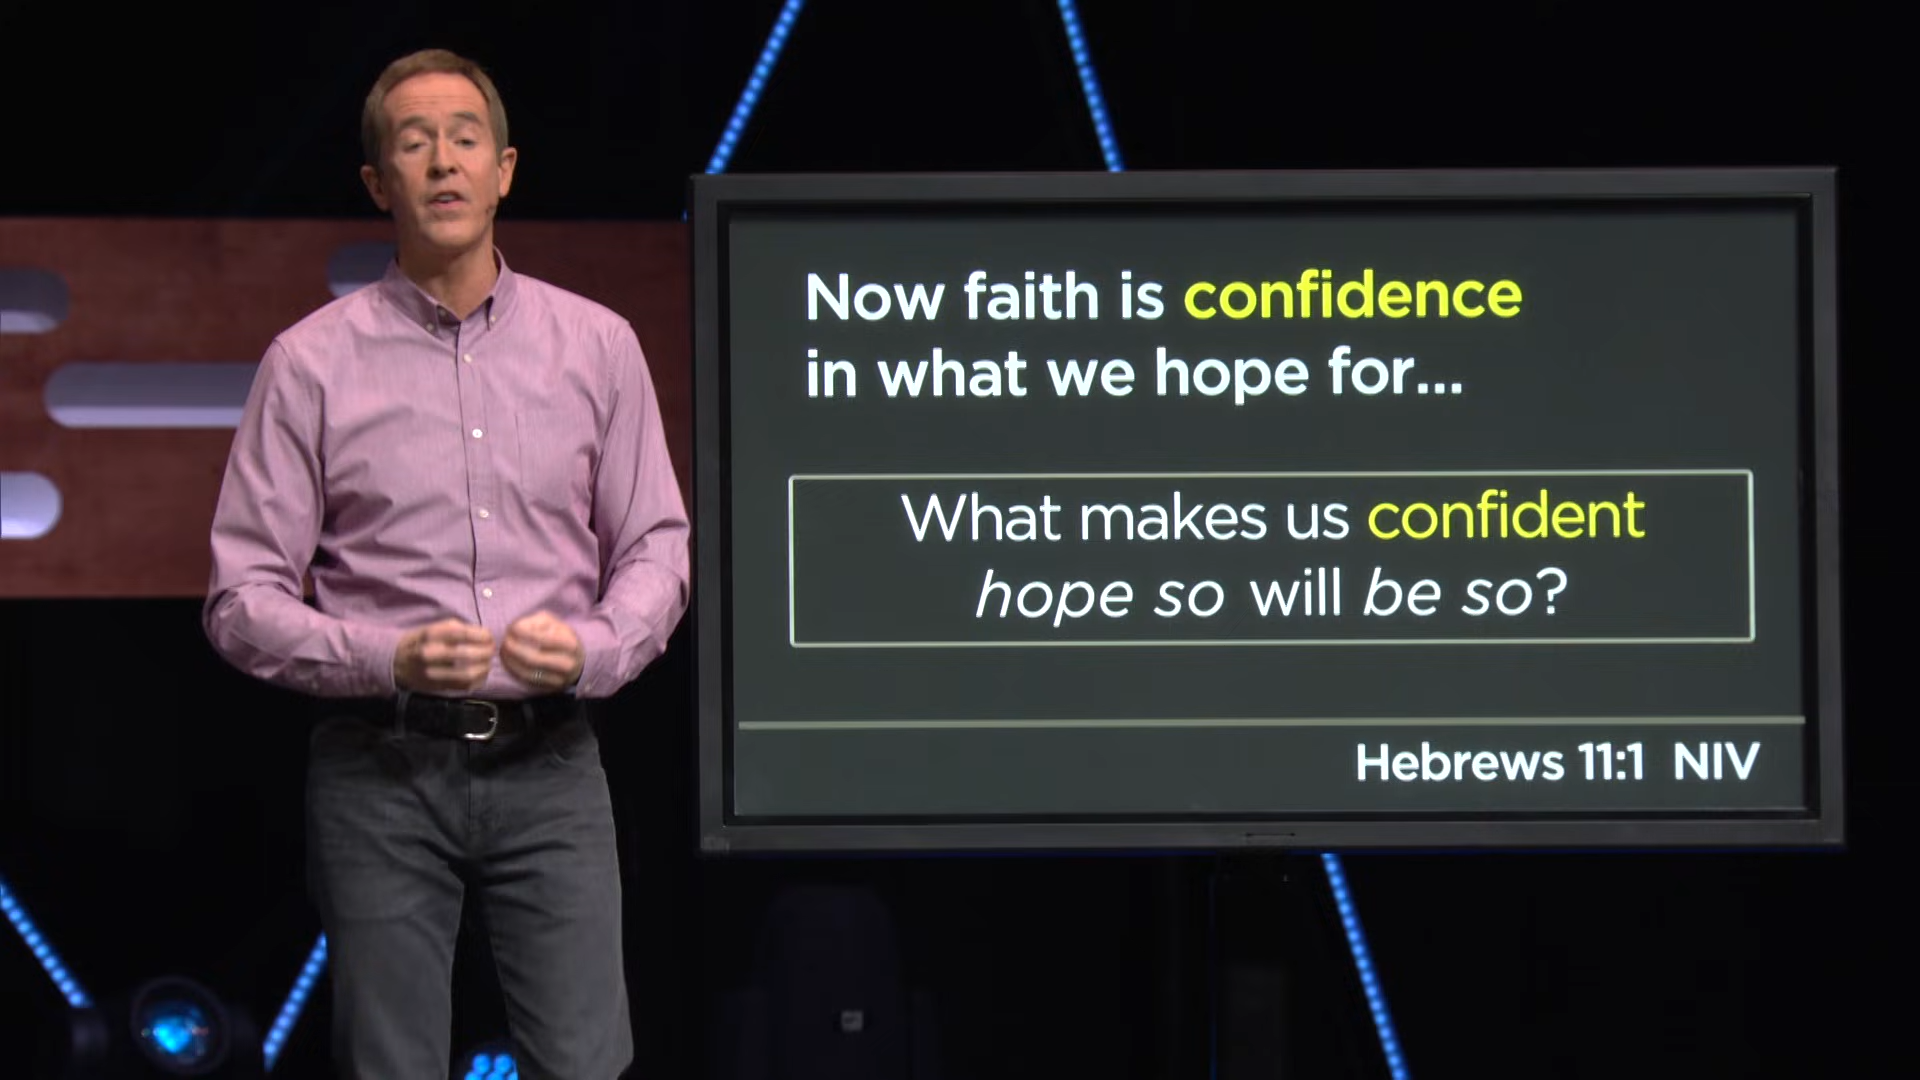 Now faith is confidence
in what we hope for...
What makes us confident
hope so will be so?
Hebrews 11:1 NIV